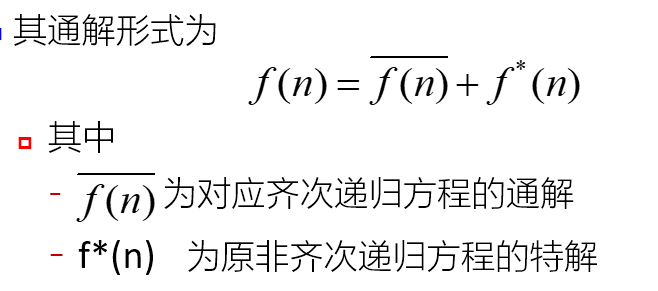 其通解形式为
$f(n) = \overline{f(n)} + f^{*}(n)$
其中
- $\overline{f(n)}$ 为对应齐次递归方程的通解
- f*(n) 为原非齐次递归方程的特解